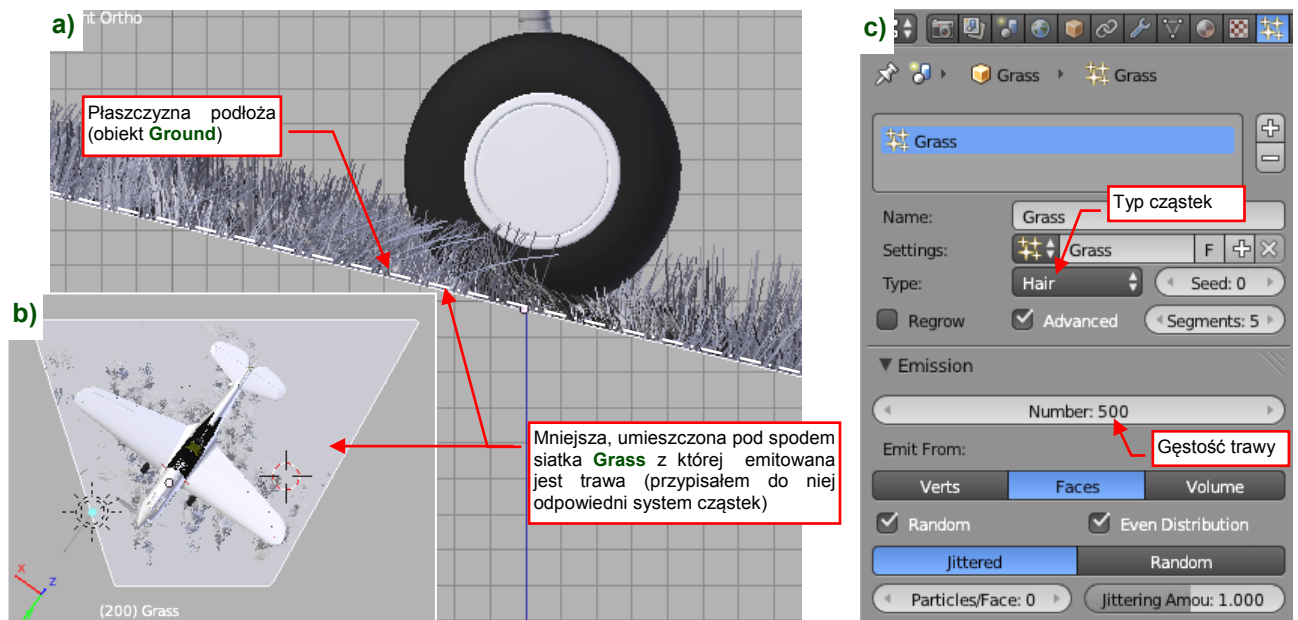 a)
nt Ortho
Płaszczyzna podłoża
(obiekt Ground)
b)
Mniejsza, umieszczona pod spodem
siatka Grass z której emitowana
jest trawa (przypisałem do niej
odpowiedni system cząstek)
x
z
(200) Grass
c)
Grass
Grass
Grass
Typ cząstek
Name: Grass
Settings: Grass F
Type: Hair Seed: 0
Regrow Advanced Segments: 5
Emission
Number: 500
Gęstość trawy
Emit From:
Verts Faces Volume
Random Even Distribution
Jittered Random
Particles/Face: 0 Jittering Amou: 1.000